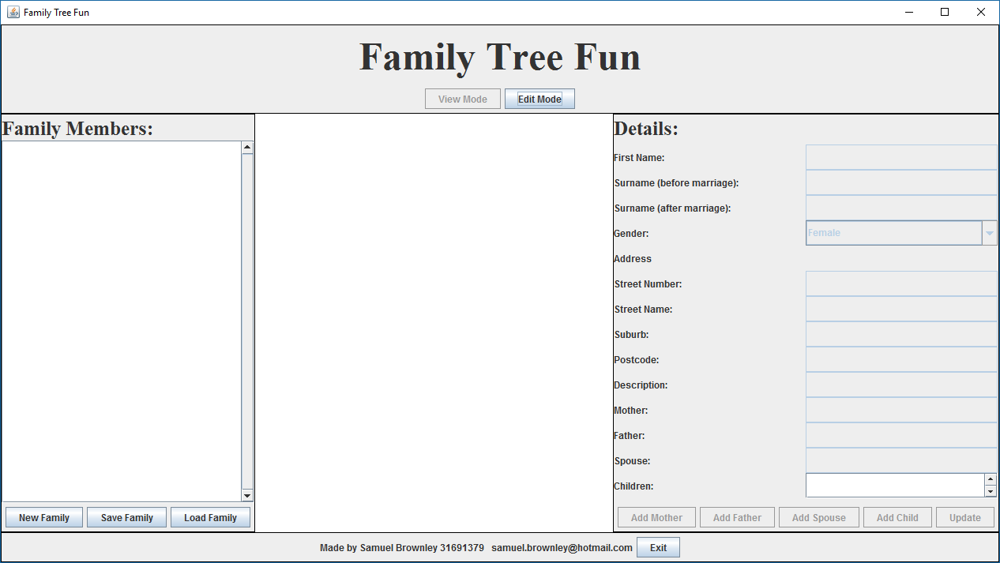 Family Tree Fun
Family Tree Fun
View Mode Edit Mode
Family Members:
New Family Save Family Load Family
Details:
First Name:
Surname (before marriage):
Surname (after marriage):
Gender: Female
Address
Street Number:
Street Name:
Suburb:
Postcode:
Description:
Mother:
Father:
Spouse:
Children:
Add Mother Add Father Add Spouse Add Child Update
Made by Samuel Brownley 31691379 samuel.brownley@hotmail.com Exit